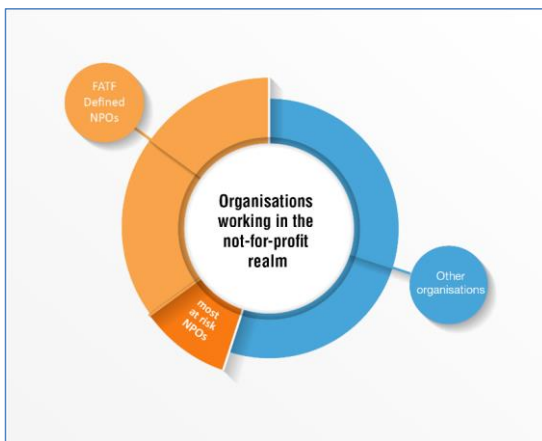 FATF
Defined
NPOs
Organisations
working in the
not-for-profit
realm
Other
organisations
most
at risk
NPOs